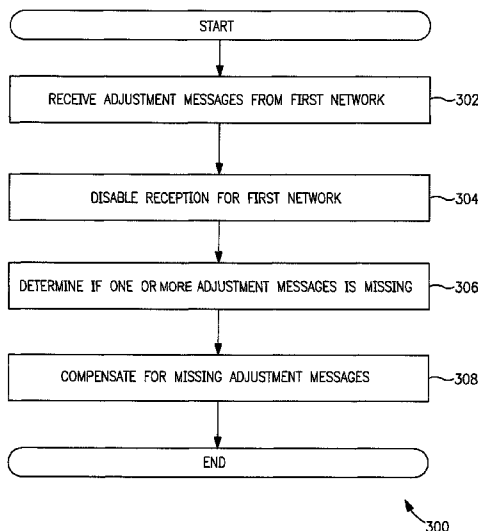 START
RECEIVE ADJUSTMENT MESSAGES FROM FIRST NETWORK
302
DISABLE RECEPTION FOR FIRST NETWORK
304
DETERMINE IF ONE OR MORE ADJUSTMENT MESSAGES IS MISSING
306
COMPENSATE FOR MISSING ADJUSTMENT MESSAGES
308
END
300